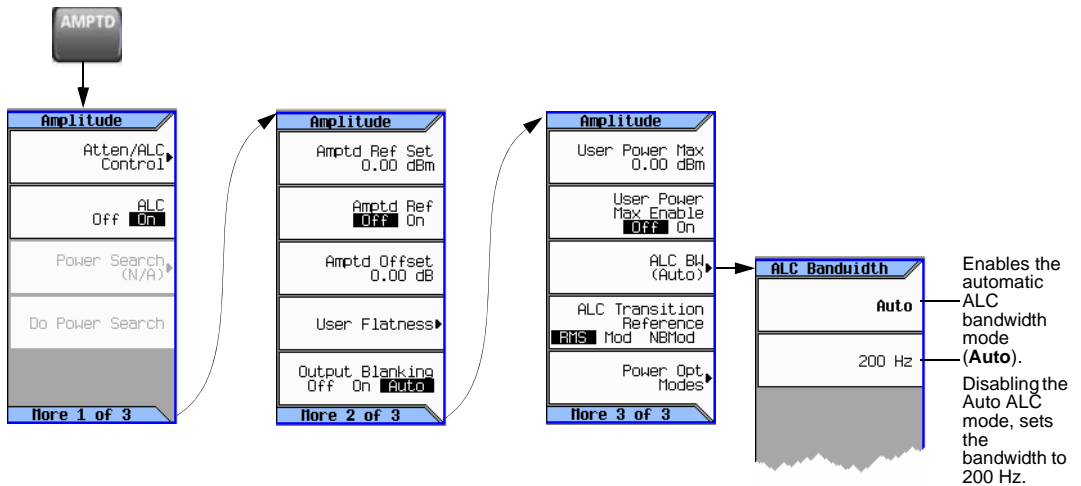 AMPTD
Amplitude
Atten/ALC
Control
ALC
Off On
Power Search
(N/A)
Do Power Search
More 1 of 3
Amplitude
Amptd Ref Set
0.00 dBm
Amptd Ref
Off On
Amptd Offset
0.00 dB
User Flatness
Output Blanking
Off On Auto
More 2 of 3
Amplitude
User Power Max
0.00 dBm
User Power
Max Enable
Off On
ALC BW
(Auto)
ALC Transition
Reference
RMS Mod NBMod
Power Opt
Modes
More 3 of 3
ALC Bandwidth
Auto
200 Hz
Enables the
automatic
ALC
bandwidth
mode
(Auto).
Disabling the
Auto ALC
mode, sets
the
bandwidth to
200 Hz.